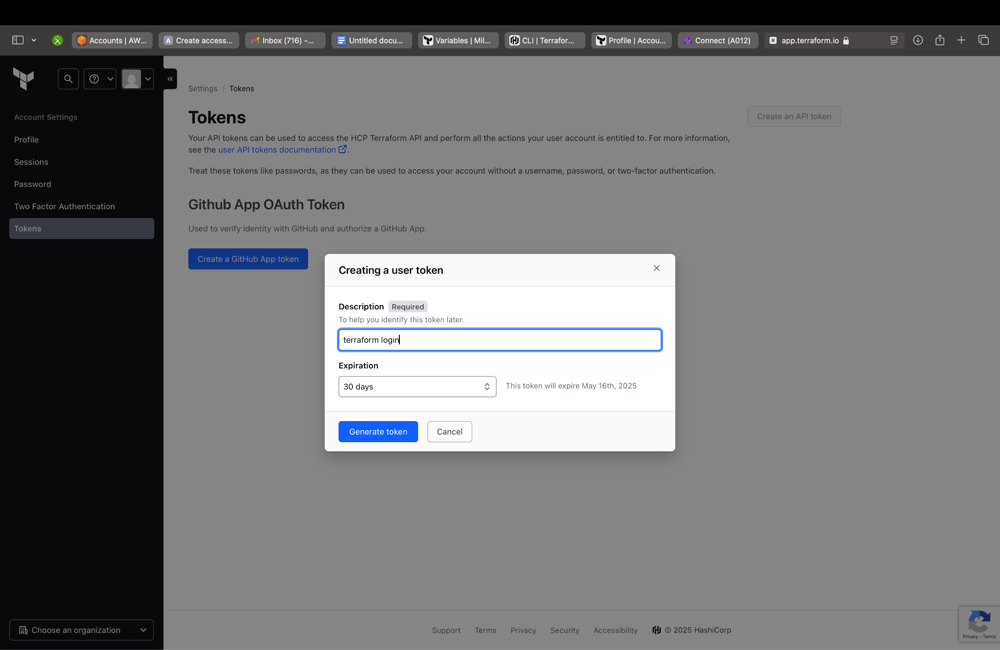 Accounts | AW...
A
Create access...
Inbox (716) -...
Untitled docu...
Variables | Mil...
CLI | Terrafor...
Profile | Accou...
Connect (A012)
app.terraform.io
Settings / Tokens
Account Settings
Profile
Sessions
Password
Two Factor Authentication
Tokens
Choose an organization
Tokens
Create an API token
Your API tokens can be used to access the HCP Terraform API and perform all the actions your user account is entitled to. For more information,
see the user API tokens documentation.
Treat these tokens like passwords, as they can be used to access your account without a username, password, or two-factor authentication.
Github App OAuth Token
Used to verify identity with GitHub and authorize a GitHub App.
Create a GitHub App token
Creating a user token
Description Required
To help you identify this token later.
terraform login
Expiration
30 days
This token will expire May 16th, 2025
Generate token
Cancel
Support
Terms
Privacy
Security
Accessibility
© 2025 HashiCorp
Privacy - Terms